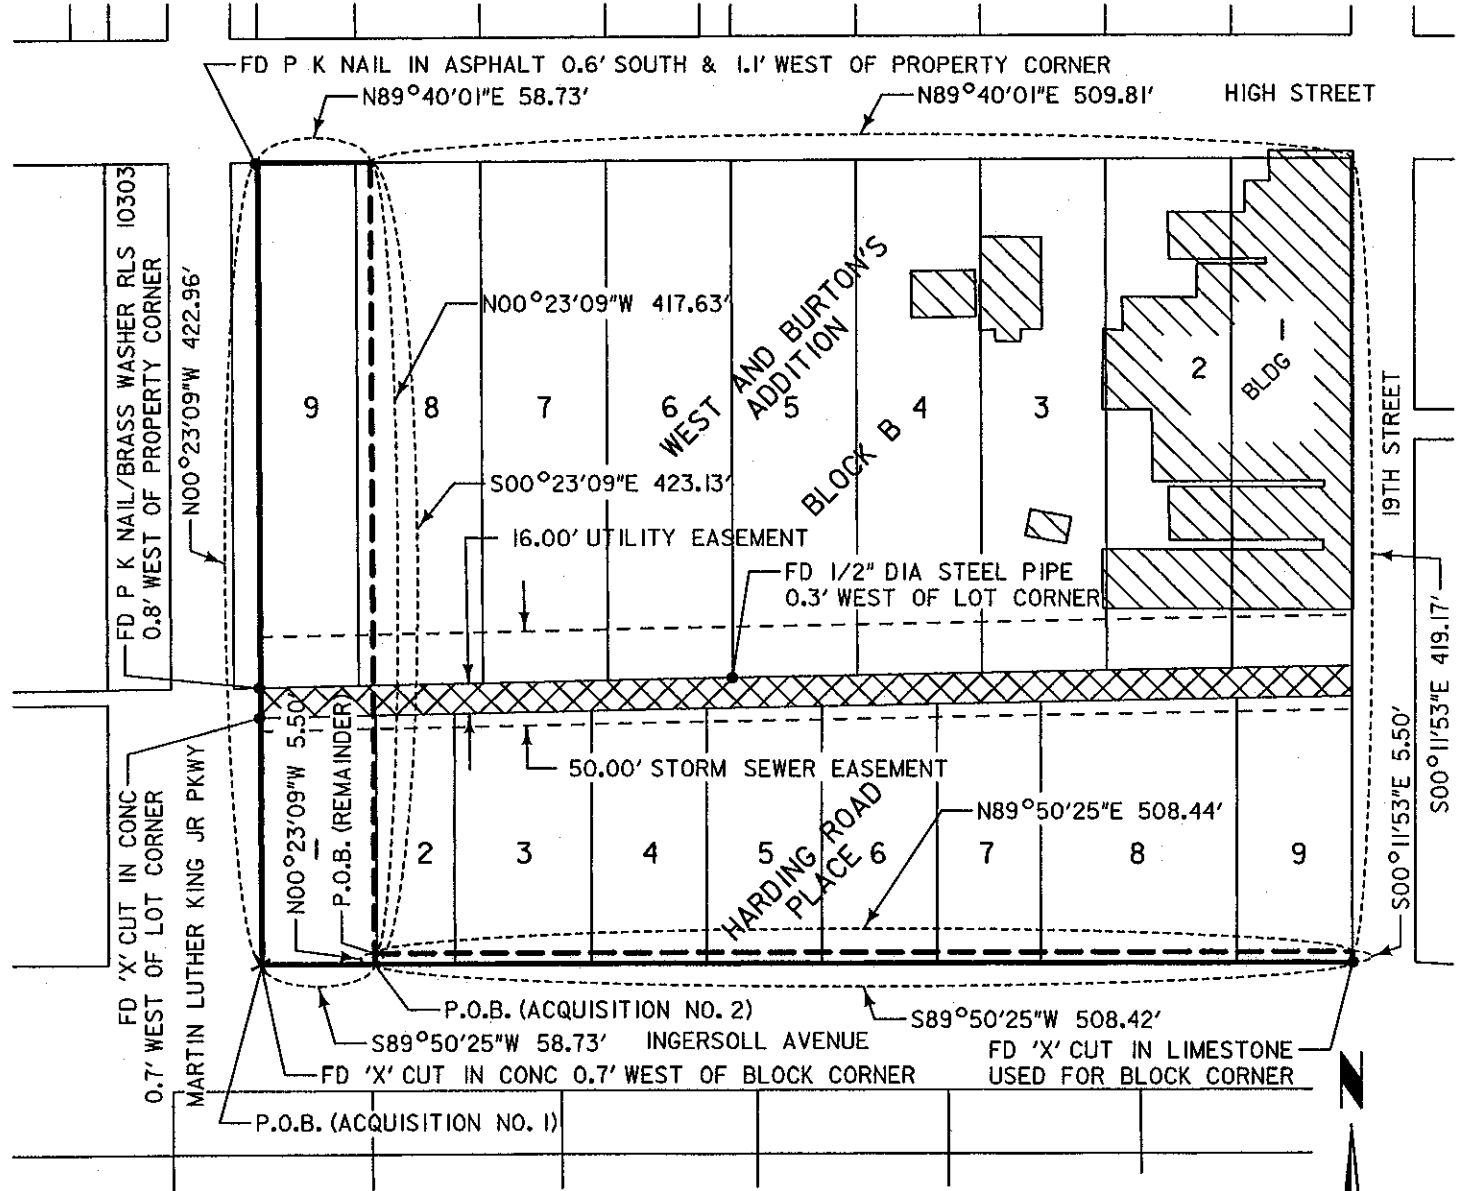 FD P K NAIL IN ASPHALT 0.6' SOUTH & 1.1' WEST OF PROPERTY CORNER
N89°40'01"E 58.73'
N89°40'01"E 509.81'
HIGH STREET
FD P K NAIL/BRASS WASHER RLS 10303
0.8' WEST OF PROPERTY CORNER
N00°23'09"W 422.96'
N00°23'09"W 417.63'
WEST AND BURTON'S
ADDITION
BLOCK B
9
8
7
6
5
4
3
2
1
BLDG
19TH STREET
S00°23'09"E 423.13'
16.00' UTILITY EASEMENT
FD 1/2" DIA STEEL PIPE
0.3' WEST OF LOT CORNER
S00°11'53"E 419.17'
S00°11'53"E 5.50'
50.00' STORM SEWER EASEMENT
N89°50'25"E 508.44'
HARDING ROAD
PLACE
1
2
3
4
5
6
7
8
9
N00°23'09"W 5.50'
P.O.B. (REMAINDER)
FD 'X' CUT IN CONC
0.7' WEST OF LOT CORNER
MARTIN LUTHER KING JR PKWY
P.O.B. (ACQUISITION NO. 2)
S89°50'25"W 508.42'
S89°50'25"W 58.73'
INGERSOLL AVENUE
FD 'X' CUT IN LIMESTONE
USED FOR BLOCK CORNER
FD 'X' CUT IN CONC 0.7' WEST OF BLOCK CORNER
P.O.B. (ACQUISITION NO. 1)
N